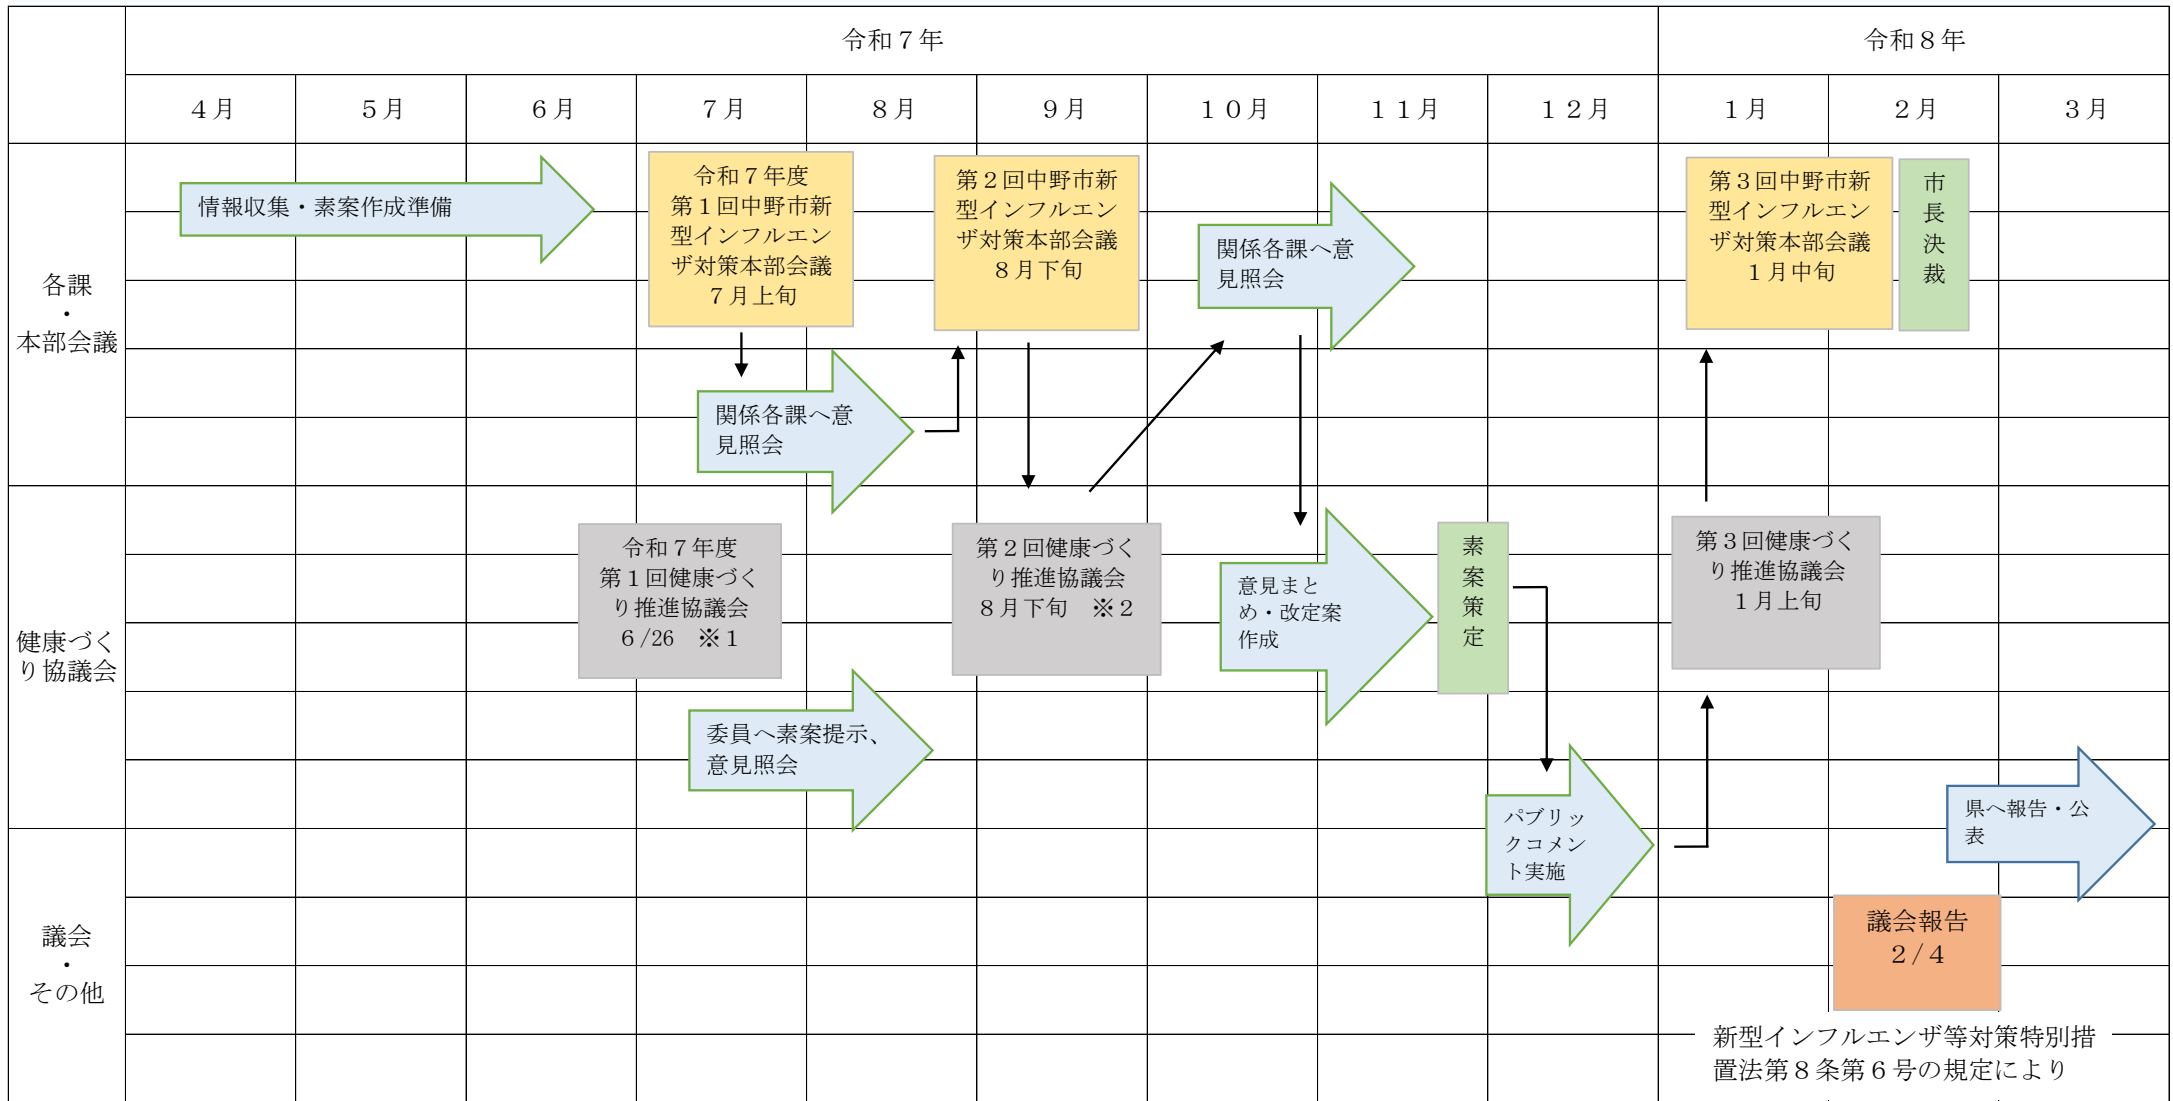 令和７年
令和８年
４月
５月
６月
７月
８月
９月
１０月
１１月
１２月
１月
２月
３月
各課
・
本部会議
情報収集・素案作成準備
令和７年度
第１回中野市新
型インフルエン
ザ対策本部会議
７月上旬
第２回中野市新
型インフルエン
ザ対策本部会議
８月下旬
関係各課へ意
見照会
第３回中野市新
型インフルエン
ザ対策本部会議
１月中旬
市
長
決
裁
関係各課へ意
見照会
健康づく
り協議会
令和７年度
第１回健康づく
り推進協議会
６/26　※１
第２回健康づく
り推進協議会
８月下旬　※２
意見まと
め・改定案
作成
素
案
策
定
第３回健康づく
り推進協議会
１月上旬
委員へ素案提示、
意見照会
パブリッ
クコメン
ト実施
県へ報告・公
表
議会
・
その他
議会報告
２/４
新型インフルエンザ等対策特別措
置法第８条第６号の規定により